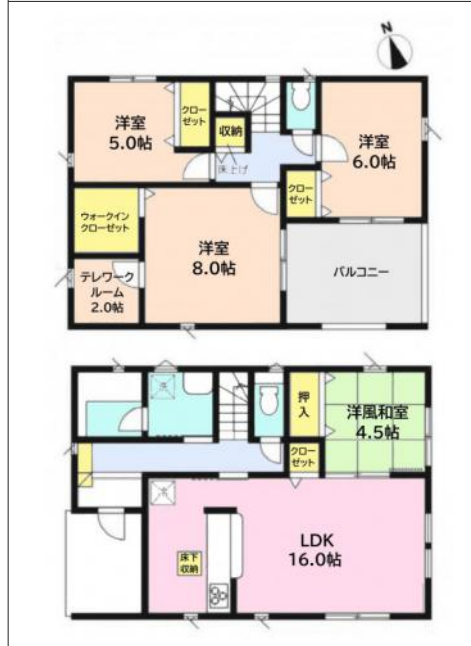 N
洋室
5.0帖
クロー
ゼット
収納
床上げ
洋室
6.0帖
クロー
ゼット
ウォークイン
クローゼット
洋室
8.0帖
バルコニー
テレワーク
ルーム
2.0帖
洗
押
入
洋風和室
4.5帖
クロー
ゼット
LDK
16.0帖
床下
収納